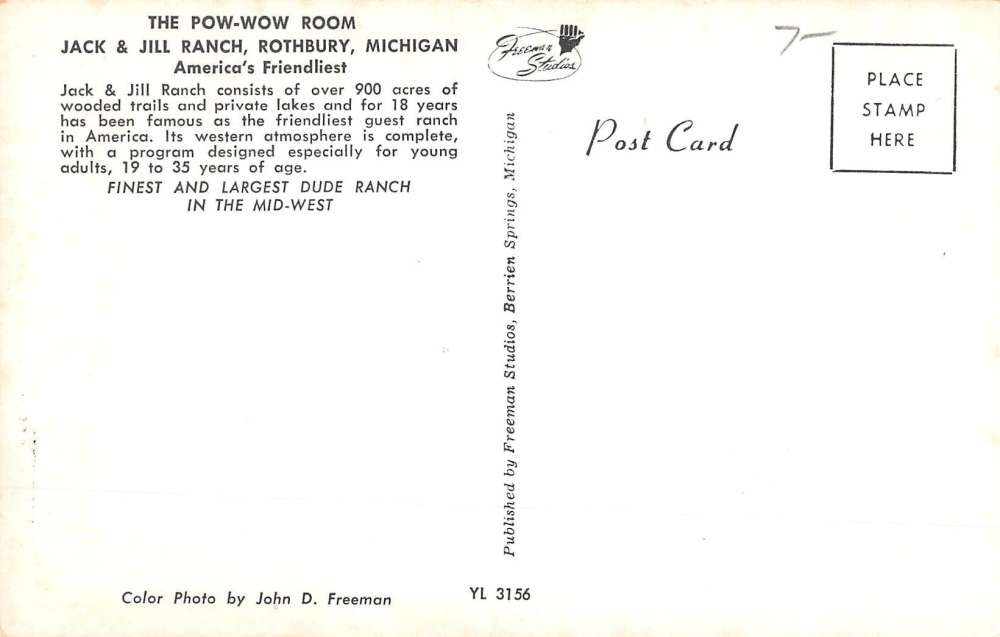 THE POW-WOW ROOM
JACK & JILL RANCH, ROTHBURY, MICHIGAN
America's Friendliest
Jack & Jill Ranch consists of over 900 acres of
wooded trails and private lakes and for 18 years
has been famous as the friendliest guest ranch
in America. Its western atmosphere is complete,
with a program designed especially for young
adults, 19 to 35 years of age.
FINEST AND LARGEST DUDE RANCH
IN THE MID-WEST
Color Photo by John D. Freeman
Freeman
Studios
Published by Freeman Studios, Berrien Springs, Michigan
YL 3156
7-
Post Card
PLACE
STAMP
HERE